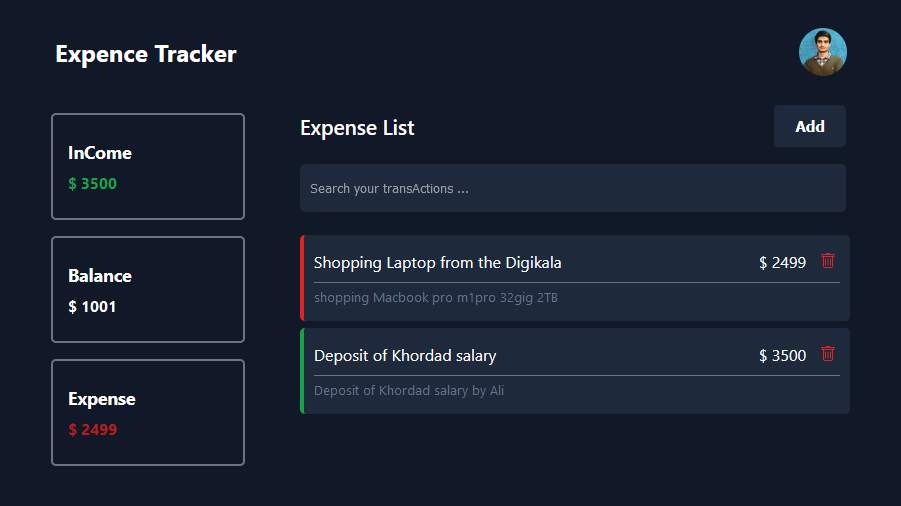 Expence Tracker
InCome
$ 3500
Balance
$ 1001
Expense
$ 2499
Expense List
Add
Search your transActions ...
Shopping Laptop from the Digikala
$ 2499
shopping Macbook pro m1pro 32gig 2TB
Deposit of Khordad salary
$ 3500
Deposit of Khordad salary by Ali